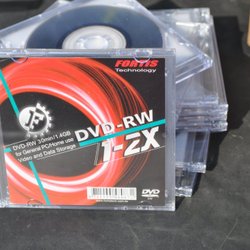 FORTIS
Technology
DVD-RW 30min/1.4GB
for General PC/Home use
Video and Data Storage
DVD-RW
1-2X
DVD